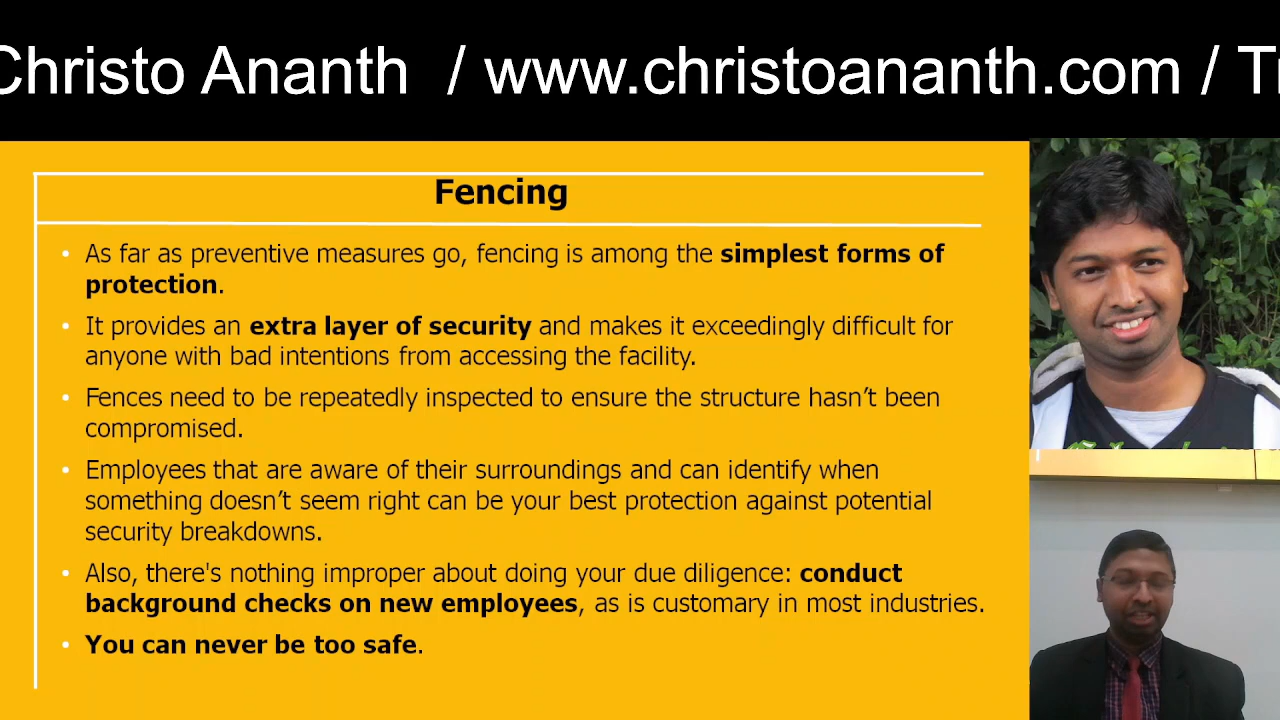 Christo Ananth / www.christoananth.com /
Fencing
• As far as preventive measures go, fencing is among the simplest forms of
protection.
• It provides an extra layer of security and makes it exceedingly difficult for
anyone with bad intentions from accessing the facility.
• Fences need to be repeatedly inspected to ensure the structure hasn’t been
compromised.
• Employees that are aware of their surroundings and can identify when
something doesn’t seem right can be your best protection against potential
security breakdowns.
• Also, there's nothing improper about doing your due diligence: conduct
background checks on new employees, as is customary in most industries.
• You can never be too safe.